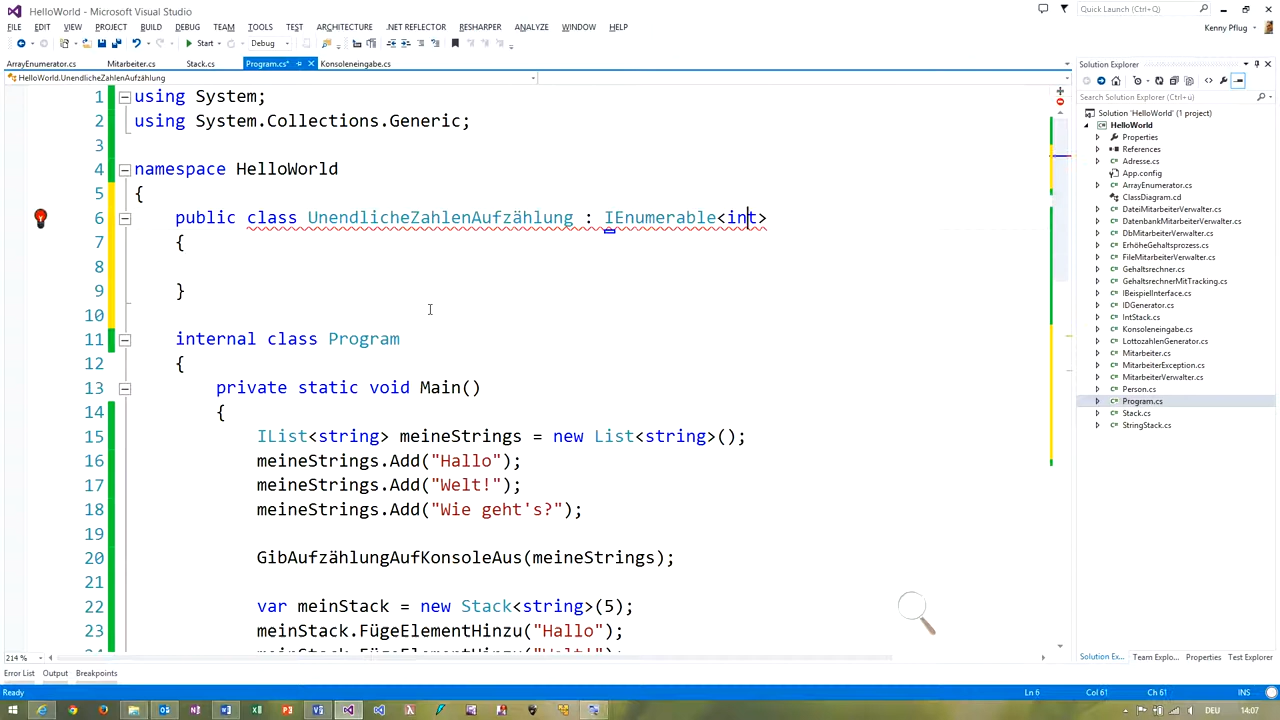 HelloWorld - Microsoft Visual Studio
Quick Launch (Ctrl+Q)
FILE EDIT VIEW PROJECT BUILD DEBUG TEAM TOOLS TEST ARCHITECTURE .NET REFLECTOR RESHARPER ANALYZE WINDOW HELP
Kenny Pflug
Start Debug
ArrayEnumerator.cs Mitarbeiter.cs Stack.cs Program.cs* Konsoleneingabe.cs
HelloWorld.UnendlicheZahlenAufzählung
1 using System;
2 using System.Collections.Generic;
3
4 namespace HelloWorld
5 {
6 public class UnendlicheZahlenAufzählung : IEnumerable<int>
7 {
8
9 }
10
11 internal class Program
12 {
13 private static void Main()
14 {
15 IList<string> meineStrings = new List<string>();
16 meineStrings.Add("Hallo");
17 meineStrings.Add("Welt!");
18 meineStrings.Add("Wie geht's?");
19
20 GibAufzählungAufKonsoleAus(meineStrings);
21
22 var meinStack = new Stack<string>(5);
23 meinStack.FügeElementHinzu("Hallo");
Solution Explorer
Search Solution Explorer (Ctrl+ü)
Solution 'HelloWorld' (1 project)
HelloWorld
Properties
References
Adresse.cs
App.config
ArrayEnumerator.cs
ClassDiagram.cd
DateiMitarbeiterVerwalter.cs
DatenbankMitarbeiterVerwalter.cs
DbMitarbeiterVerwalter.cs
ErhöheGehaltsprozess.cs
FileMitarbeiterVerwalter.cs
Gehaltsrechner.cs
GehaltsrechnerMitTracking.cs
IBeispielInterface.cs
IDGenerator.cs
IntStack.cs
Konsoleneingabe.cs
LottozahlenGenerator.cs
Mitarbeiter.cs
MitarbeiterException.cs
MitarbeiterVerwalter.cs
Person.cs
Program.cs
Stack.cs
StringStack.cs
214 %
Solution Ex... Team Explo... Properties Test Explorer
Error List Output Breakpoints
Ready Ln 6 Col 61 Ch 61 INS
DEU 14:07